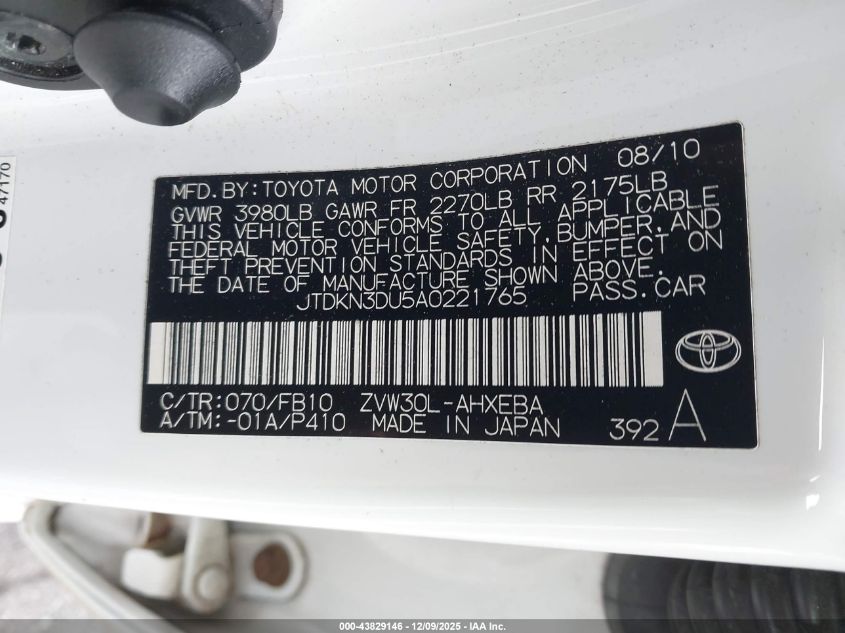 47170
MFD.BY:TOYOTA MOTOR CORPORATION 08/10
GVWR 3980LB GAWR FR 2270LB RR 2175LB
THIS VEHICLE CONFORMS TO ALL APPLICABLE
FEDERAL MOTOR VEHICLE SAFETY,BUMPER,AND
THEFT PREVENTION STANDARDS IN EFFECT ON
THE DATE OF MANUFACTURE SHOWN ABOVE.
JTDKN3DU5A0221765 PASS.CAR
C/TR:070/FB10 ZVW30L-AHXEBA
A/TM:-01A/P410 MADE IN JAPAN 392 A
000-43829146 - 12/09/2025 - IAA Inc.